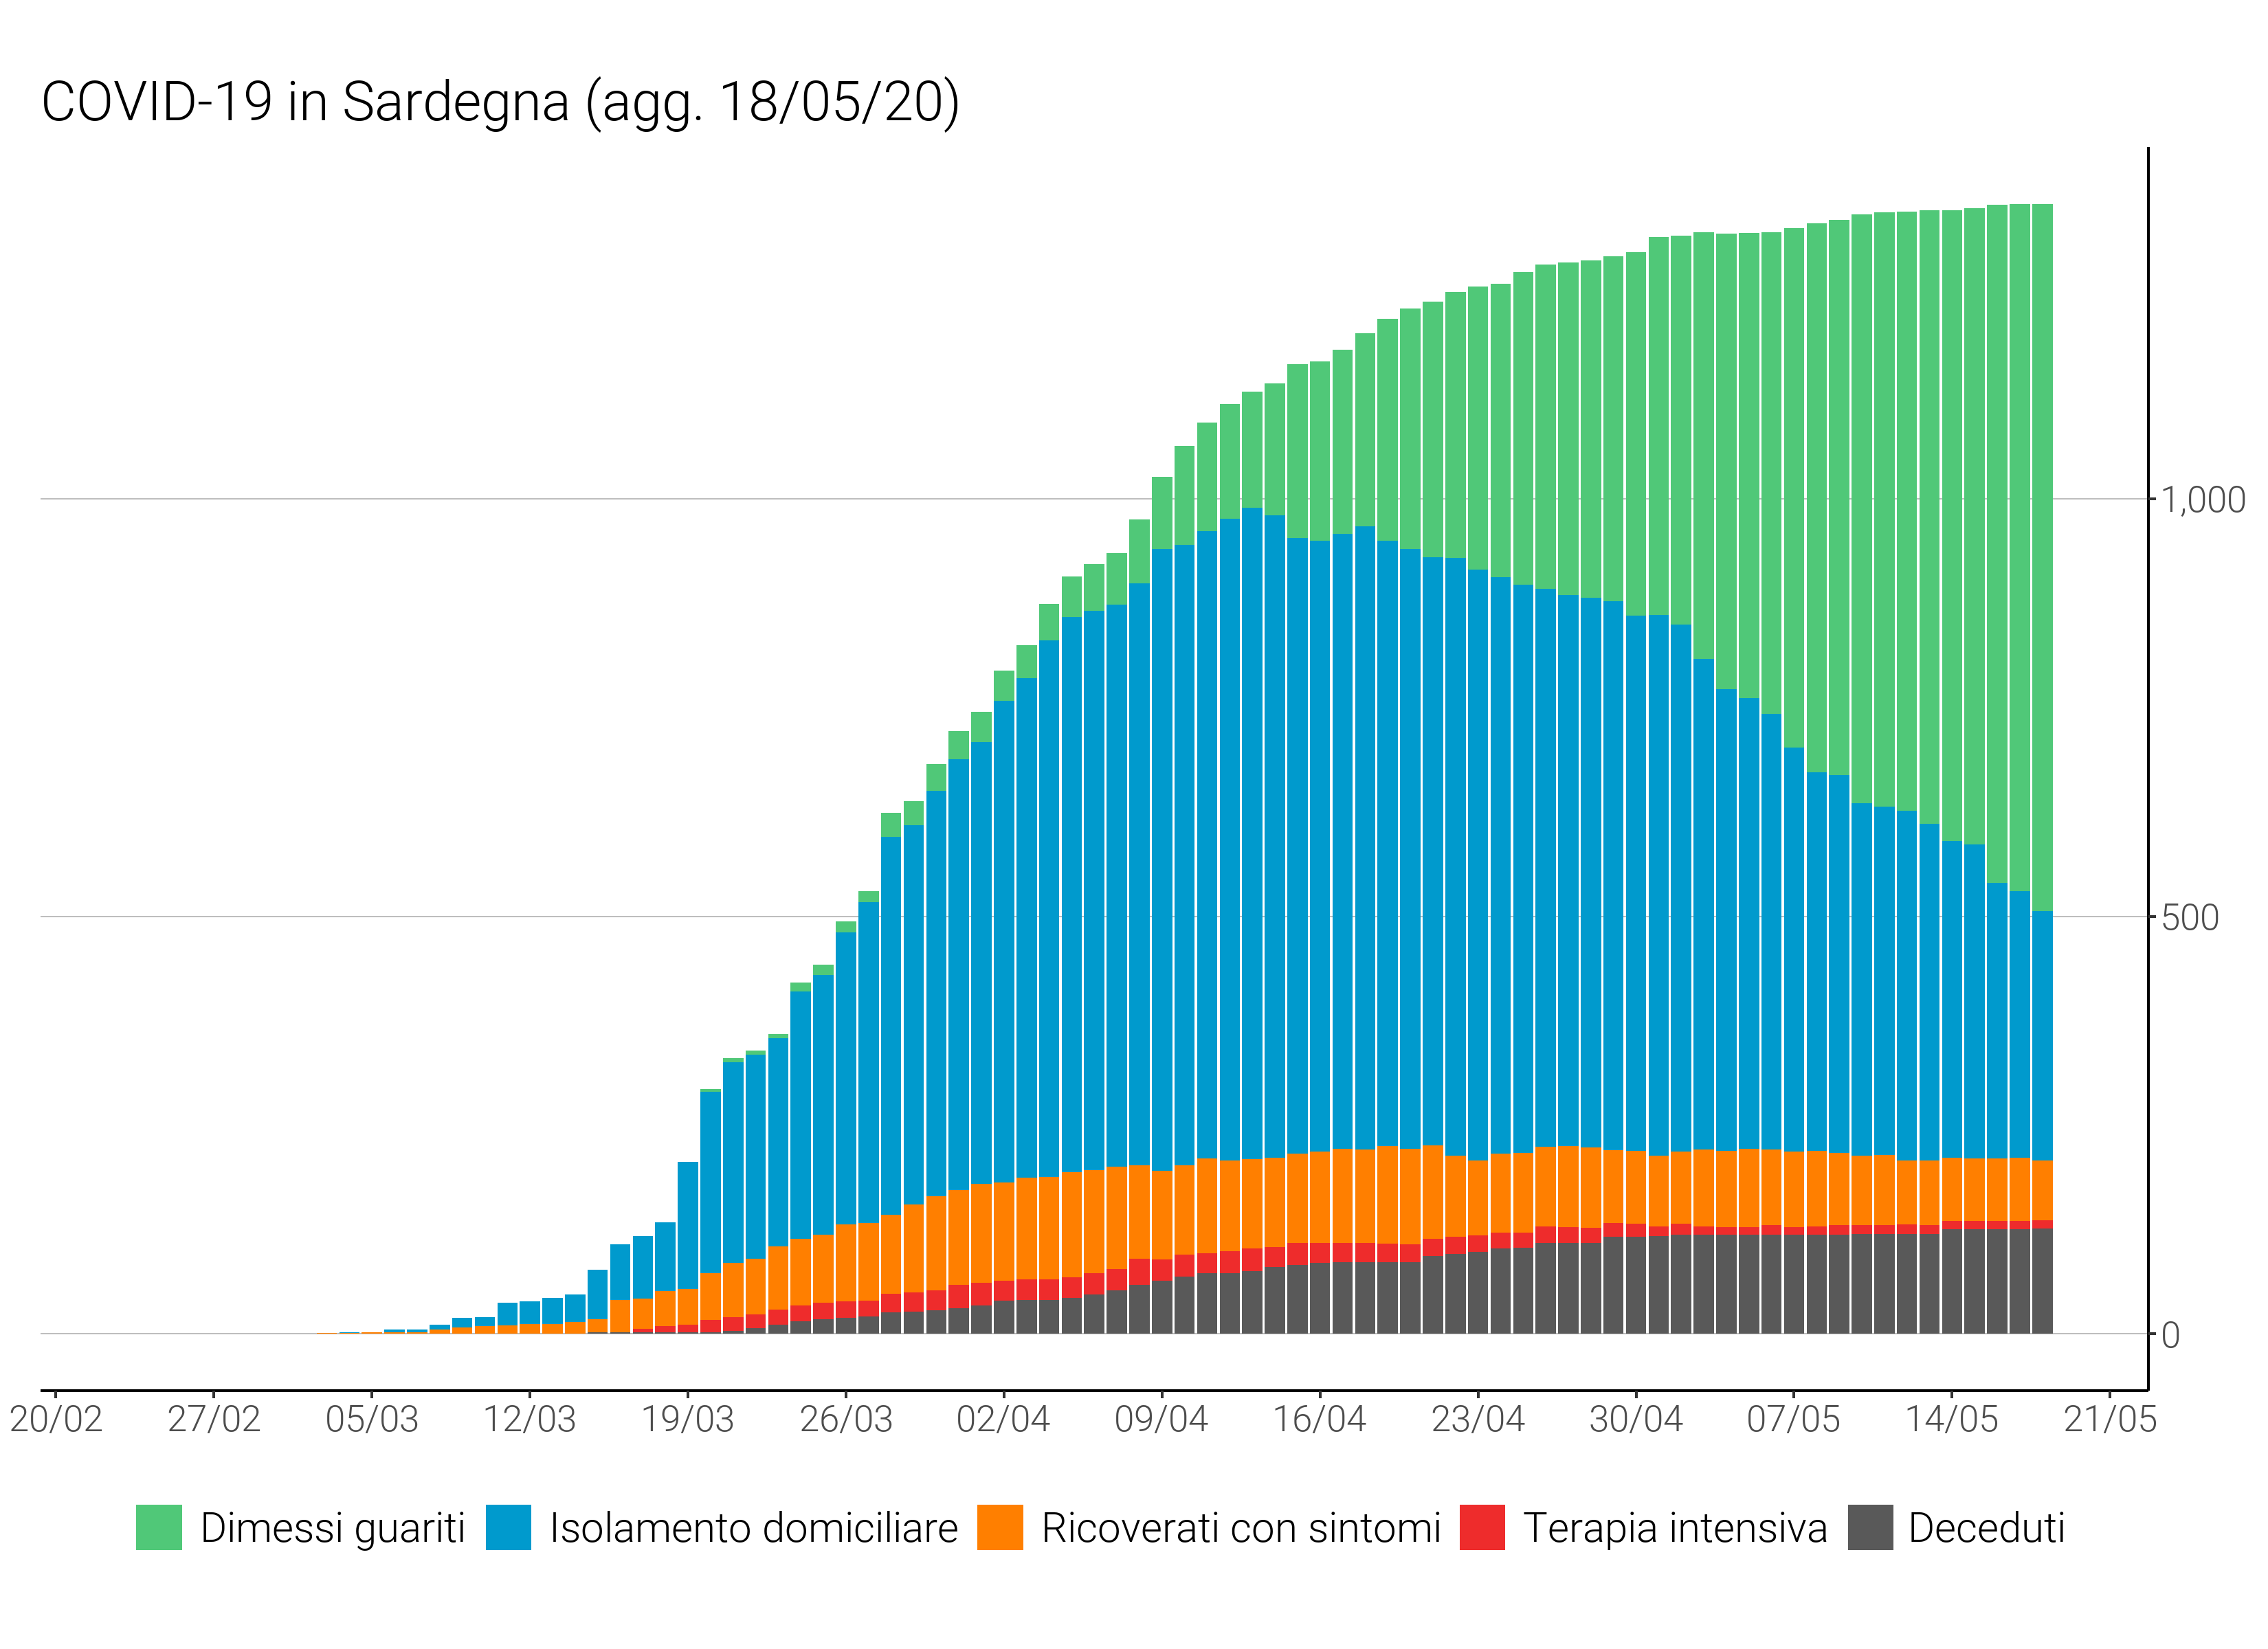 COVID-19 in Sardegna (agg. 18/05/20)
1,000
500
0
20/02 27/02 05/03 12/03 19/03 26/03 02/04 09/04 16/04 23/04 30/04 07/05 14/05 21/05
Dimessi guariti Isolamento domiciliare Ricoverati con sintomi Terapia intensiva Deceduti